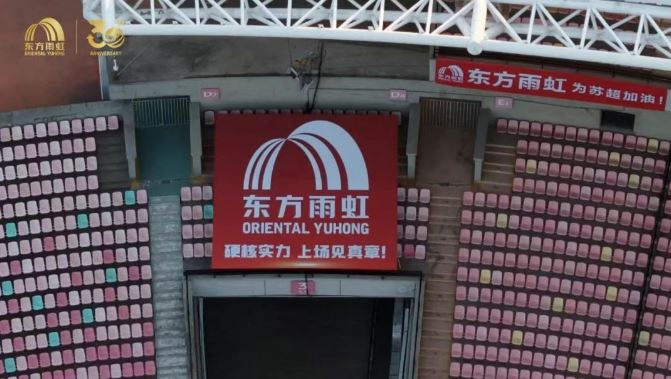 东方雨虹
ORIENTAL YUHONG
30
ANNIVERSARY
东方雨虹 为苏超加油!
东方雨虹
ORIENTAL YUHONG
硬核实力 上场见真章!